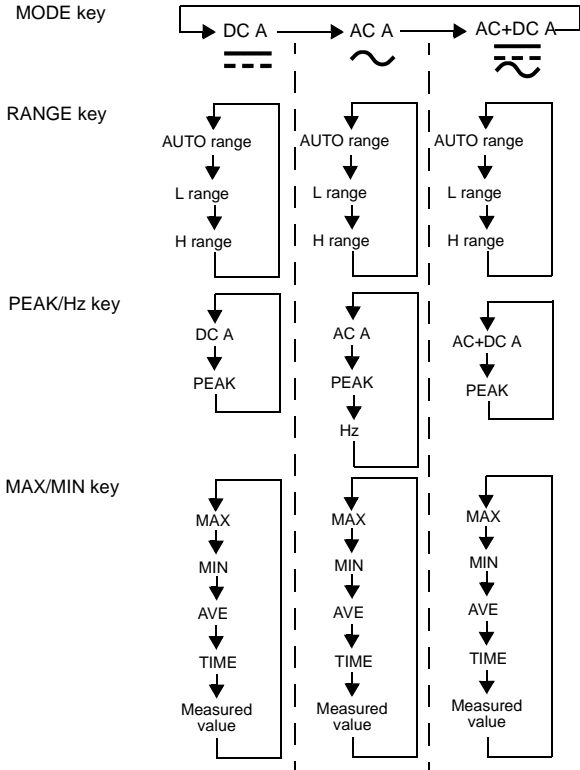 MODE key
DC A
AC A
AC+DC A
RANGE key
AUTO range
AUTO range
AUTO range
L range
L range
L range
H range
H range
H range
PEAK/Hz key
DC A
AC A
AC+DC A
PEAK
PEAK
PEAK
Hz
MAX/MIN key
MAX
MAX
MAX
MIN
MIN
MIN
AVE
AVE
AVE
TIME
TIME
TIME
Measured
value
Measured
value
Measured
value